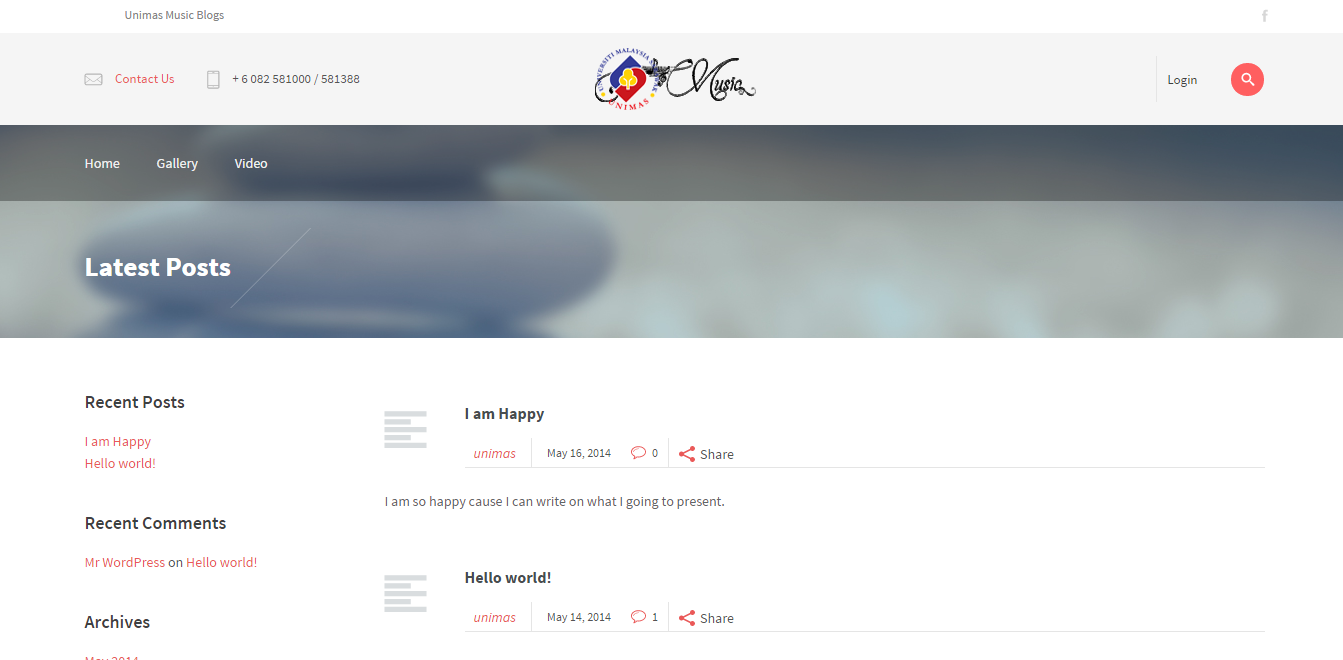 Unimas Music Blogs
Contact Us
+ 6 082 581000 / 581388
UNIVERSITI MALAYSIA SARAWAK
UNIMAS
Music
Login
Home
Gallery
Video
Latest Posts
Recent Posts
I am Happy
Hello world!
Recent Comments
Mr WordPress on Hello world!
Archives
May 2014
I am Happy
unimas
May 16, 2014
0
Share
I am so happy cause I can write on what I going to present.
Hello world!
unimas
May 14, 2014
1
Share